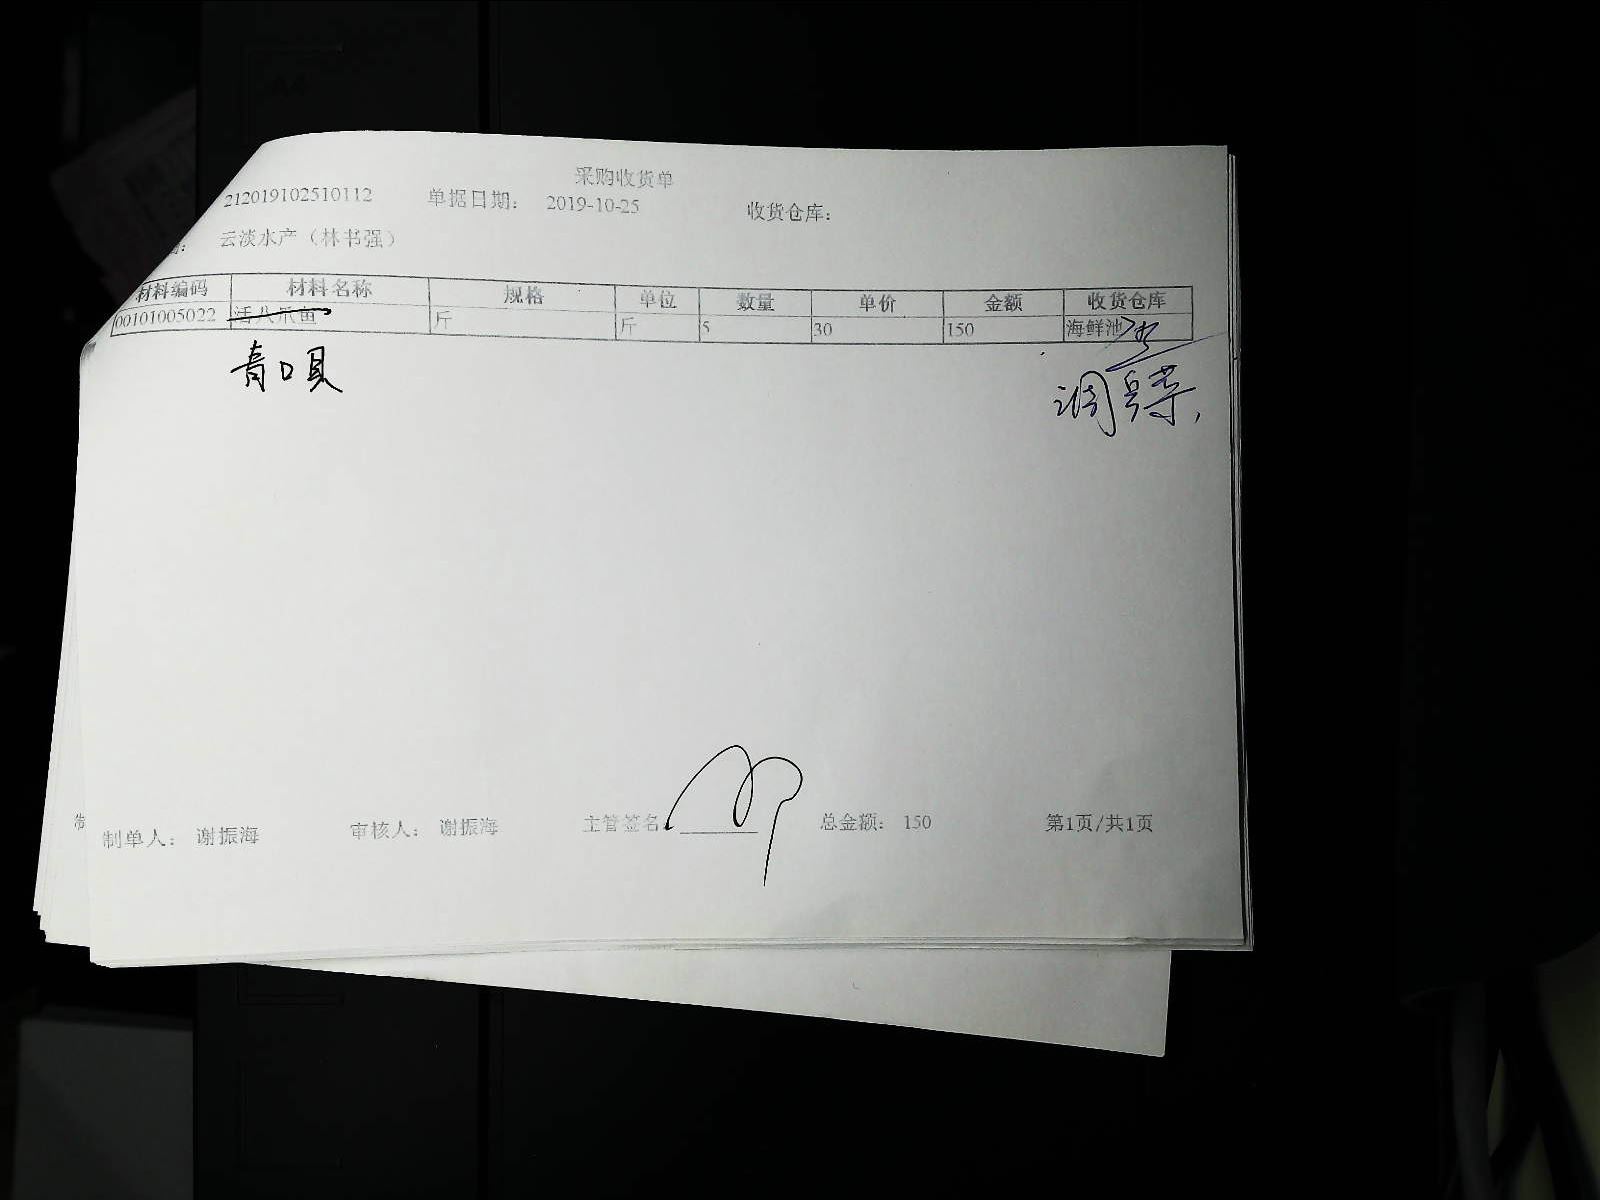 采购收货单
212019102510112 单据日期： 2019-10-25 收货仓库：
云淡水产（林书强）
材料编码 材料名称 规格 单位 数量 单价 金额 收货仓库
00101005022 活八爪鱼 斤 斤 5 30 150 海鲜池
青口贝
制单人： 谢振海 审核人： 谢振海 主管签名 总金额： 150 第1页/共1页